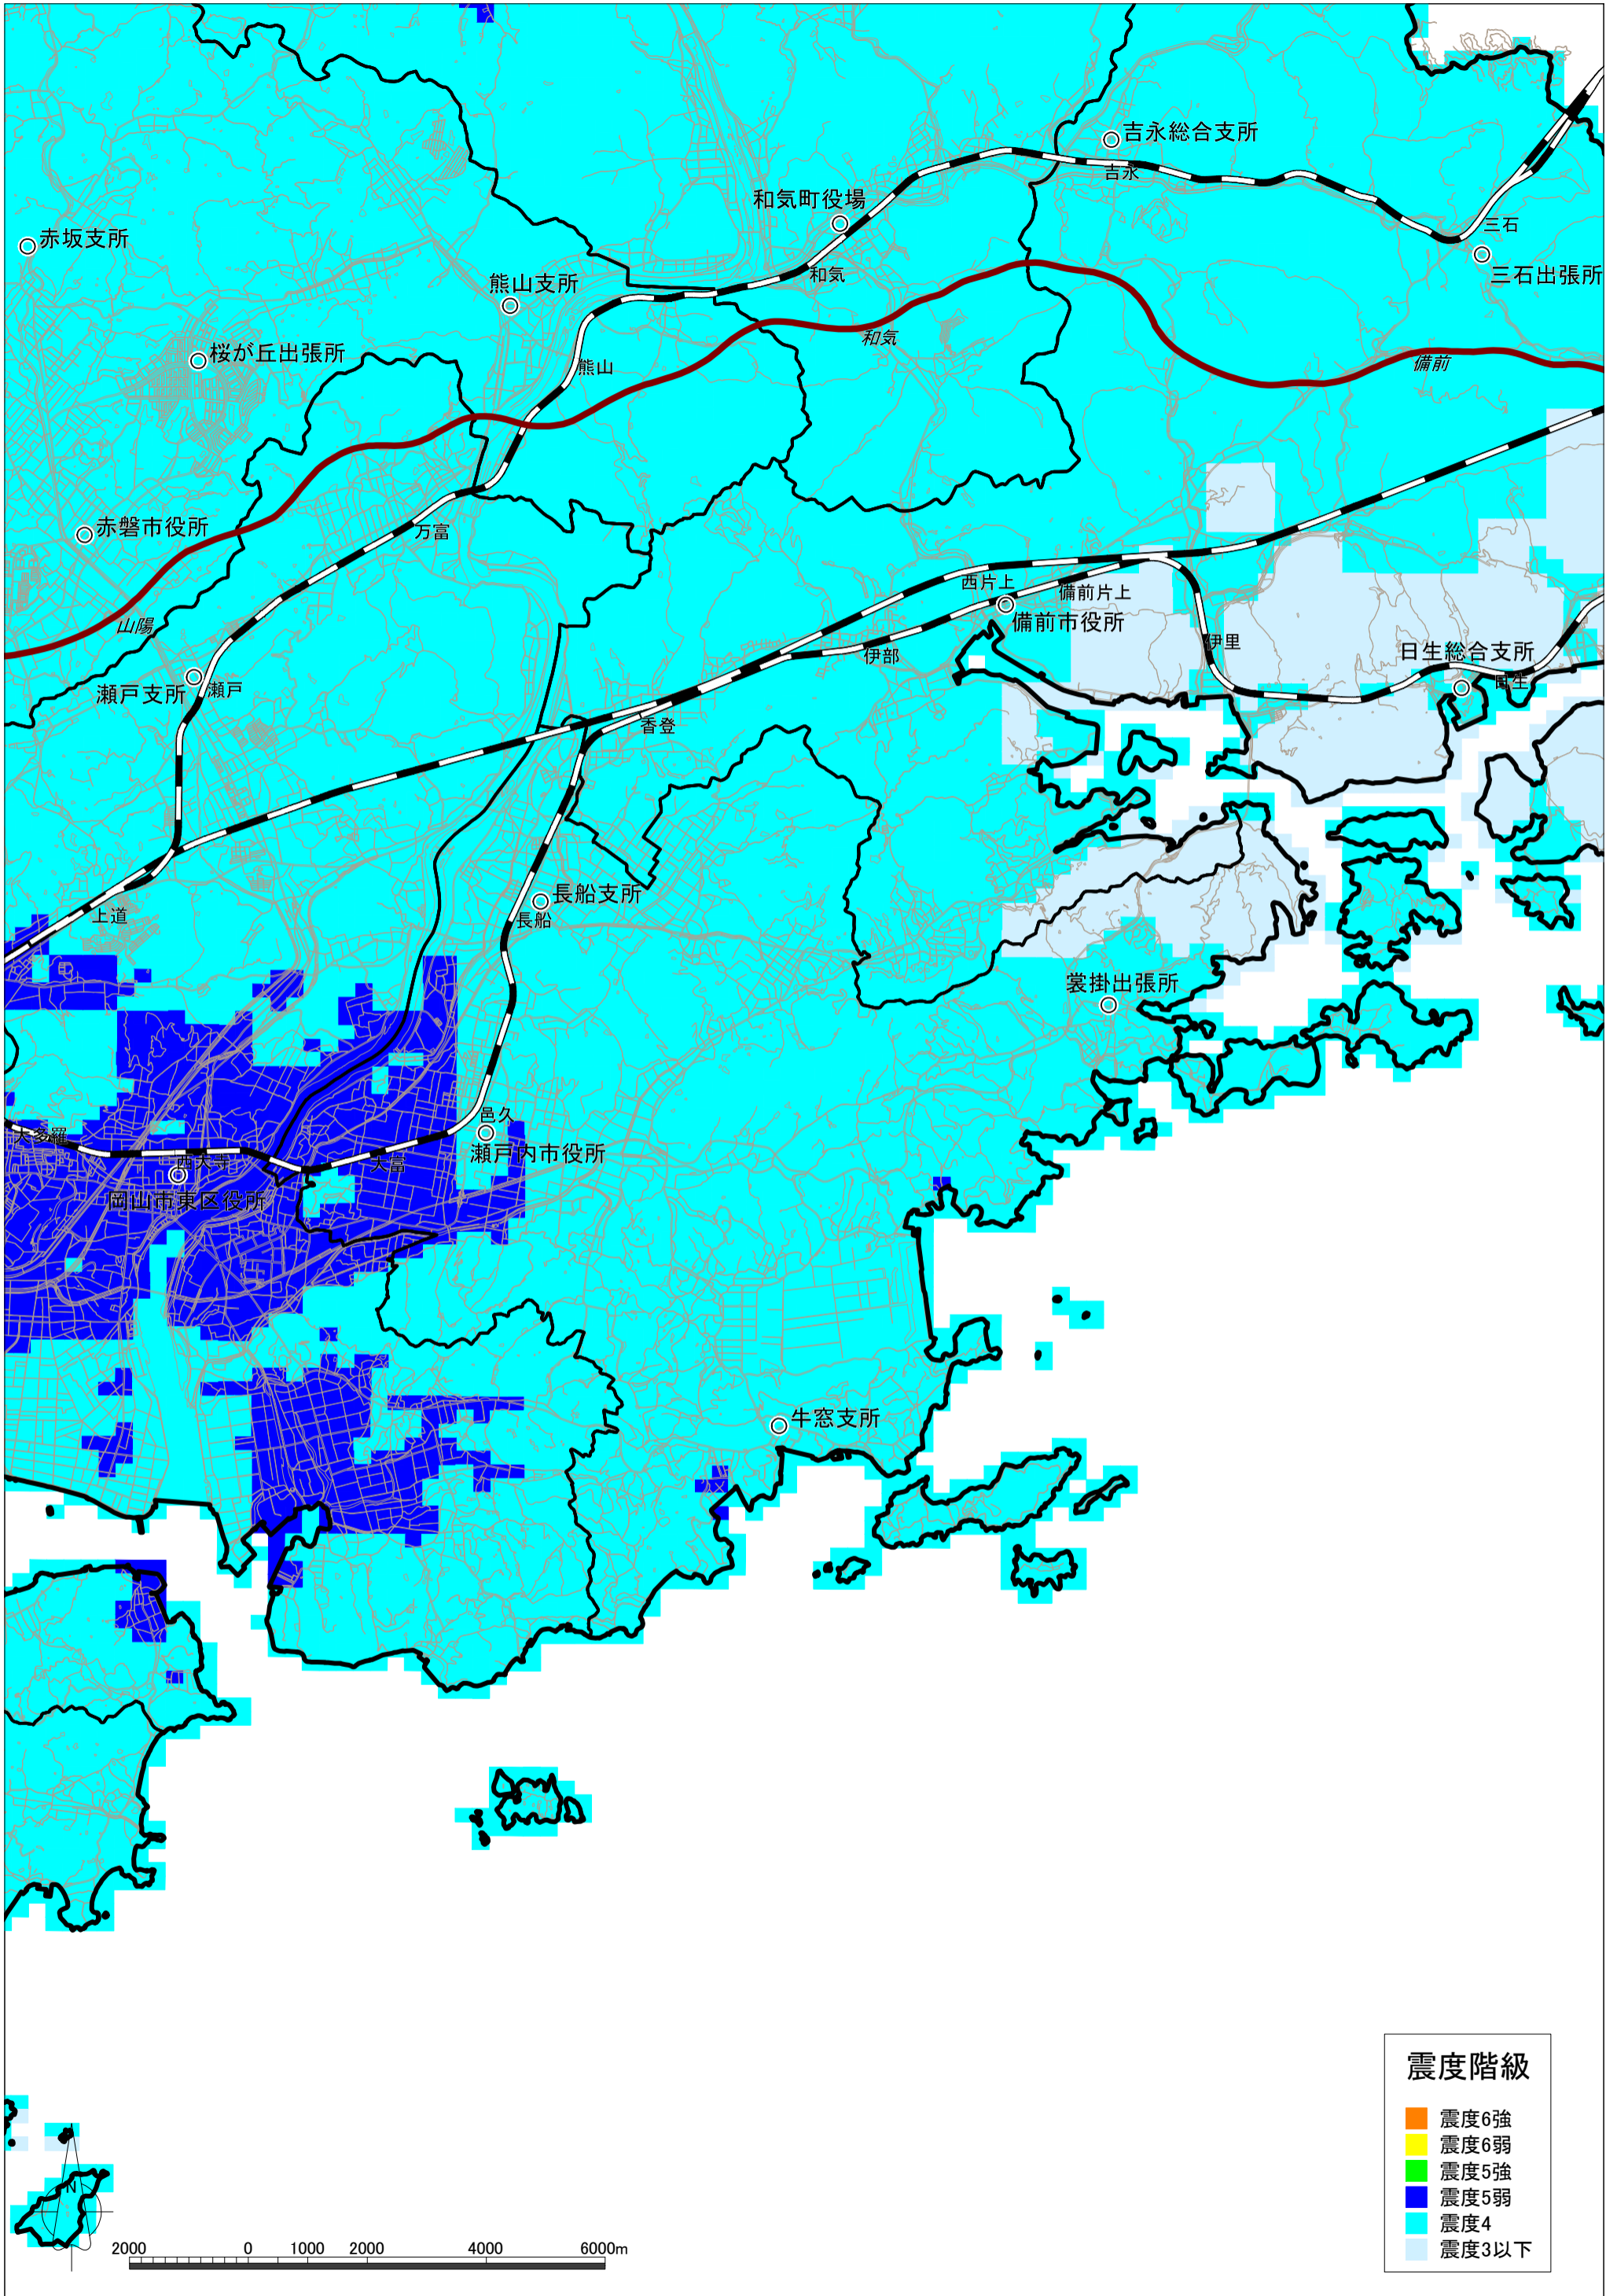 吉永総合支所
吉永
和気町役場
三石
赤坂支所
三石出張所
和気
熊山支所
和気
桜が丘出張所
備前
熊山
赤磐市役所
万富
西片上
備前片上
備前市役所
山陽
伊里
伊部
日生総合支所
日生
瀬戸支所
瀬戸
香登
長船支所
上道
長船
裳掛出張所
邑久
大多羅
瀬戸内市役所
西大寺
大富
岡山市東区役所
牛窓支所
震度階級
震度6強
震度6弱
震度5強
震度5弱
震度4
震度3以下
N
2000 0 1000 2000 4000 6000m